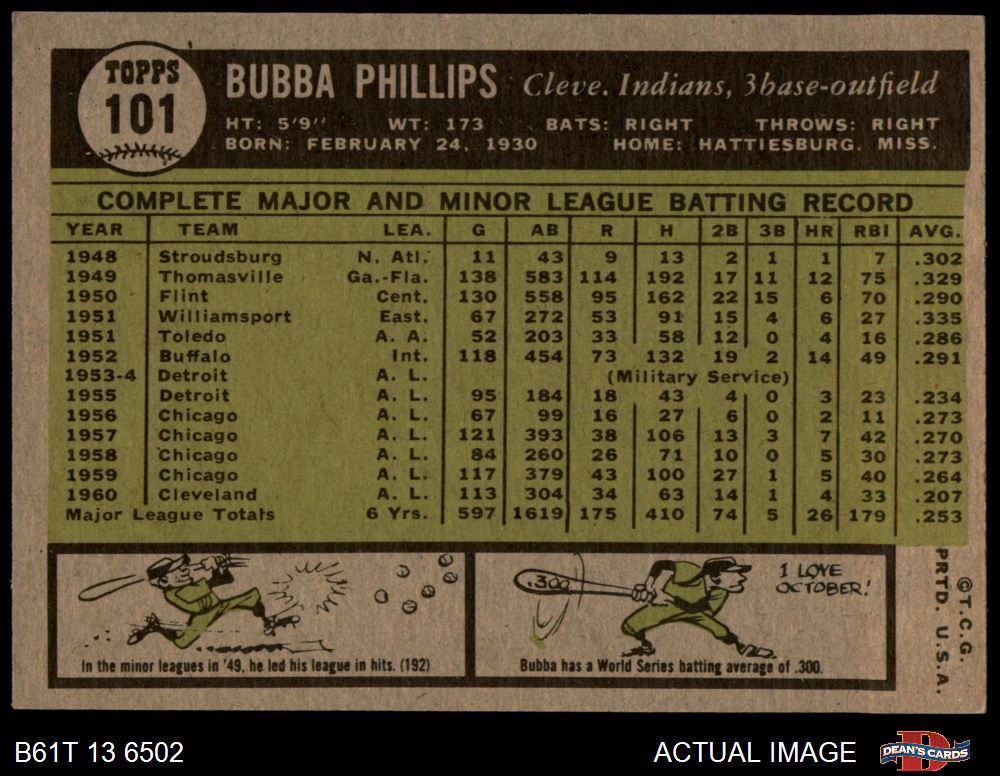 TOPPS
101
BUBBA PHILLIPS Cleve. Indians, 3base-outfield
HT: 5'9" WT: 173 BATS: RIGHT THROWS: RIGHT
BORN: FEBRUARY 24, 1930 HOME: HATTIESBURG, MISS.
COMPLETE MAJOR AND MINOR LEAGUE BATTING RECORD
YEAR TEAM LEA. G AB R H 2B 3B HR RBI AVG.
1948 Stroudsburg N. Atl. 11 43 9 13 2 1 1 7 .302
1949 Thomasville Ga.-Fla. 138 583 114 192 17 11 12 75 .329
1950 Flint Cent. 130 558 95 162 22 15 6 70 .290
1951 Williamsport East. 67 272 53 91 15 4 6 27 .335
1951 Toledo A. A. 52 203 33 58 12 0 4 16 .286
1952 Buffalo Int. 118 454 73 132 19 2 14 49 .291
1953-4 Detroit A. L. (Military Service)
1955 Detroit A. L. 95 184 18 43 4 0 3 23 .234
1956 Chicago A. L. 67 99 16 27 6 0 2 11 .273
1957 Chicago A. L. 121 393 38 106 13 3 7 42 .270
1958 Chicago A. L. 84 260 26 71 10 0 5 30 .273
1959 Chicago A. L. 117 379 43 100 27 1 5 40 .264
1960 Cleveland A. L. 113 304 34 63 14 1 4 33 .207
Major League Totals 6 Yrs. 597 1619 175 410 74 5 26 179 .253
In the minor leagues in '49, he led his league in hits. (192)
.300
I LOVE
OCTOBER!
Bubba has a World Series batting average of .300.
©T.C.G.
PRTD. U.S.A.
B61T 13 6502
ACTUAL IMAGE
D
DEAN'S CARDS